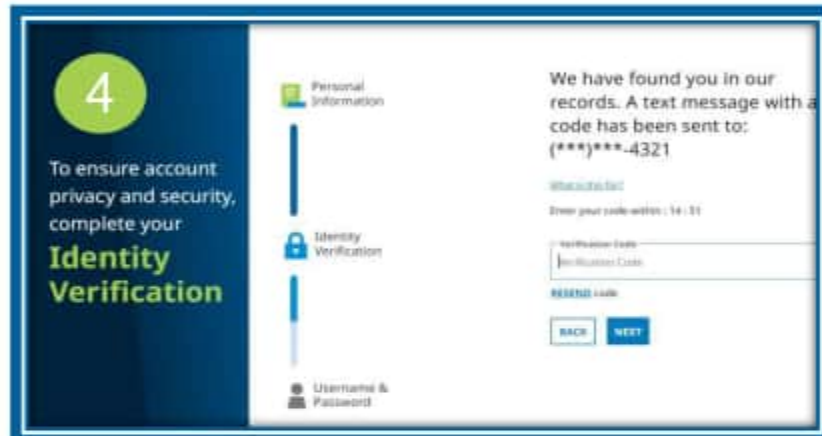 4
To ensure account
privacy and security,
complete your
Identity
Verification
Personal
Information
Identity
Verification
Username &
Password
We have found you in our
records. A text message with a
code has been sent to:
(***)***-4321
What is this for?
Enter your code within : 14 : 51
Verification Code
Verification Code
RESEND code
BACK
NEXT